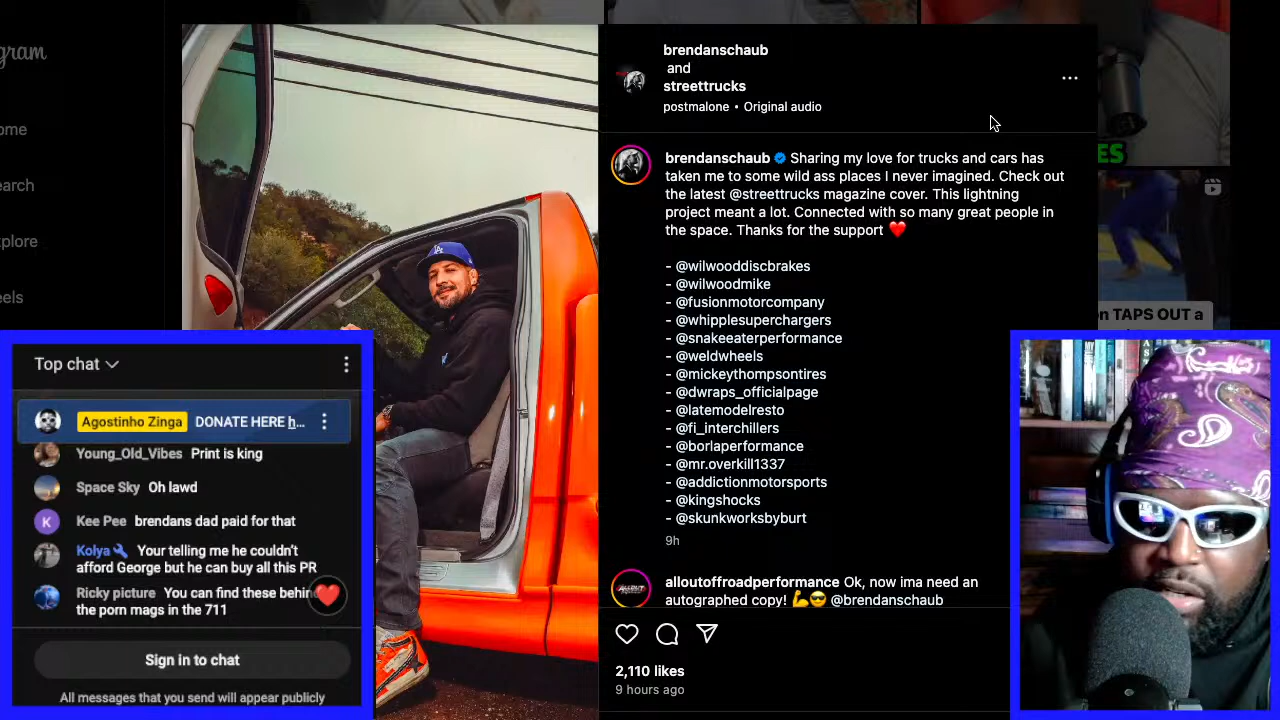 gram
ome
earch
xplore
eels
brendanschaub
and
streettrucks
postmalone • Original audio
brendanschaub Sharing my love for trucks and cars has
taken me to some wild ass places I never imagined. Check out
the latest @streettrucks magazine cover. This lightning
project meant a lot. Connected with so many great people in
the space. Thanks for the support ❤️
- @wilwooddiscbrakes
- @wilwoodmike
- @fusionmotorcompany
- @whipplesuperchargers
- @snakeeaterperformance
- @weldwheels
- @mickeythompsontires
- @dwraps_officialpage
- @latemodelresto
- @fi_interchillers
- @borlaperformance
- @mr.overkill1337
- @addictionmotorsports
- @kingshocks
- @skunkworksbyburt
9h
alloutoffroadperformance Ok, now ima need an
autographed copy! 💪😎 @brendanschaub
2,110 likes
9 hours ago
ES
on TAPS OUT a
Top chat
Agostinho Zinga DONATE HERE h...
Young_Old_Vibes Print is king
Space Sky Oh lawd
K
Kee Pee brendans dad paid for that
Kolya🔧 Your telling me he couldn't
afford George but he can buy all this PR
Ricky picture You can find these behin
the porn mags in the 711
Sign in to chat
All messages that you send will appear publicly
LA